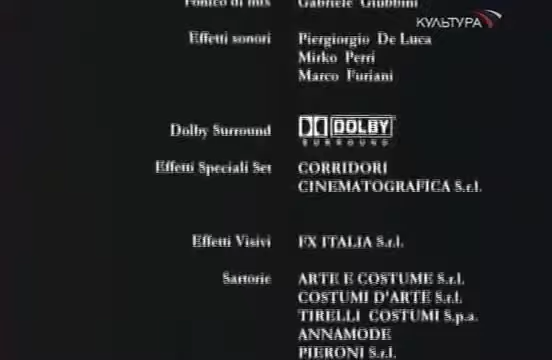 Fonico di mix Gabriele Giubbini
КУЛЬТУРА
Effetti sonori Piergiorgio De Luca
Mirko Perri
Marco Furiani
Dolby Surround DOLBY
SURROUND
Effetti Speciali Set CORRIDORI
CINEMATOGRAFICA S.r.l.
Effetti Visivi FX ITALIA S.r.l.
Sartorie ARTE E COSTUME S.r.l.
COSTUMI D'ARTE S.r.l.
TIRELLI COSTUMI S.p.a.
ANNAMODE
PIERONI S.r.l.